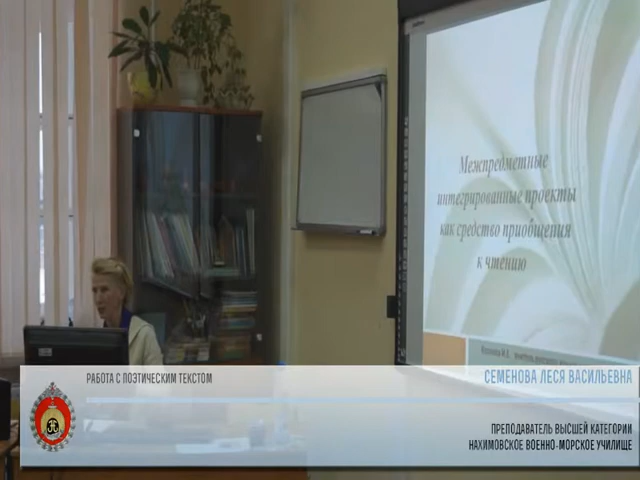 Межпредметные
интегрированные проекты
как средство приобщения
к чтению
РАБОТА С ПОЭТИЧЕСКИМ ТЕКСТОМ
СЕМЕНОВА ЛЕСЯ ВАСИЛЬЕВНА
ПРЕПОДАВАТЕЛЬ ВЫСШЕЙ КАТЕГОРИИ
НАХИМОВСКОЕ ВОЕННО-МОРСКОЕ УЧИЛИЩЕ